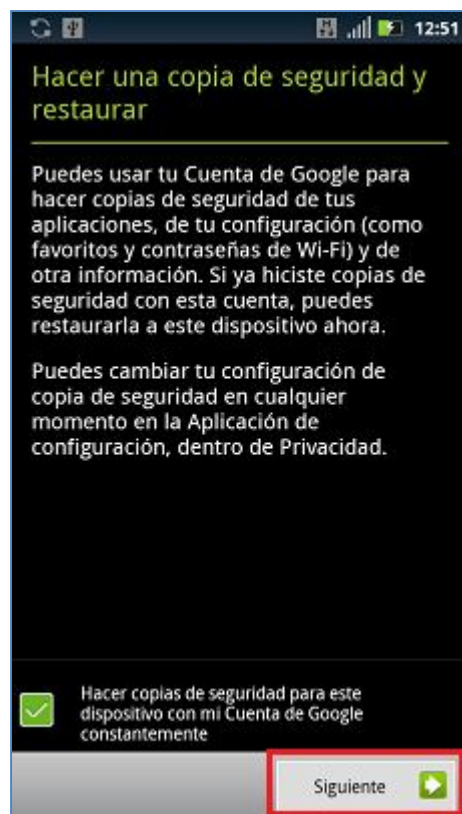 12:51
Hacer una copia de seguridad y
restaurar
Puedes usar tu Cuenta de Google para
hacer copias de seguridad de tus
aplicaciones, de tu configuración (como
favoritos y contraseñas de Wi-Fi) y de
otra información. Si ya hiciste copias de
seguridad con esta cuenta, puedes
restaurarla a este dispositivo ahora.
Puedes cambiar tu configuración de
copia de seguridad en cualquier
momento en la Aplicación de
configuración, dentro de Privacidad.
Hacer copias de seguridad para este
dispositivo con mi Cuenta de Google
constantemente
Siguiente